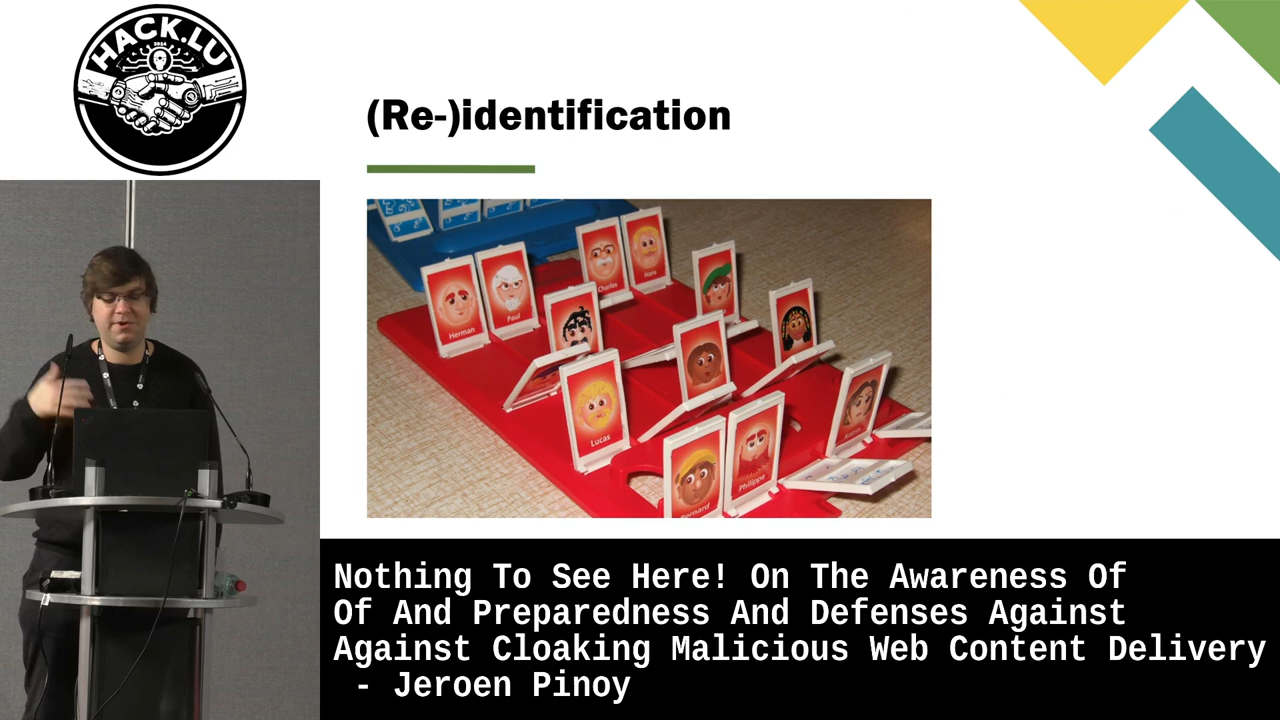 HACK.LU
2024
(Re-)identification
Herman
Paul
Charles
Hans
Lucas
Philippe
Bernard
Nothing To See Here! On The Awareness Of
Of And Preparedness And Defenses Against
Against Cloaking Malicious Web Content Delivery
- Jeroen Pinoy